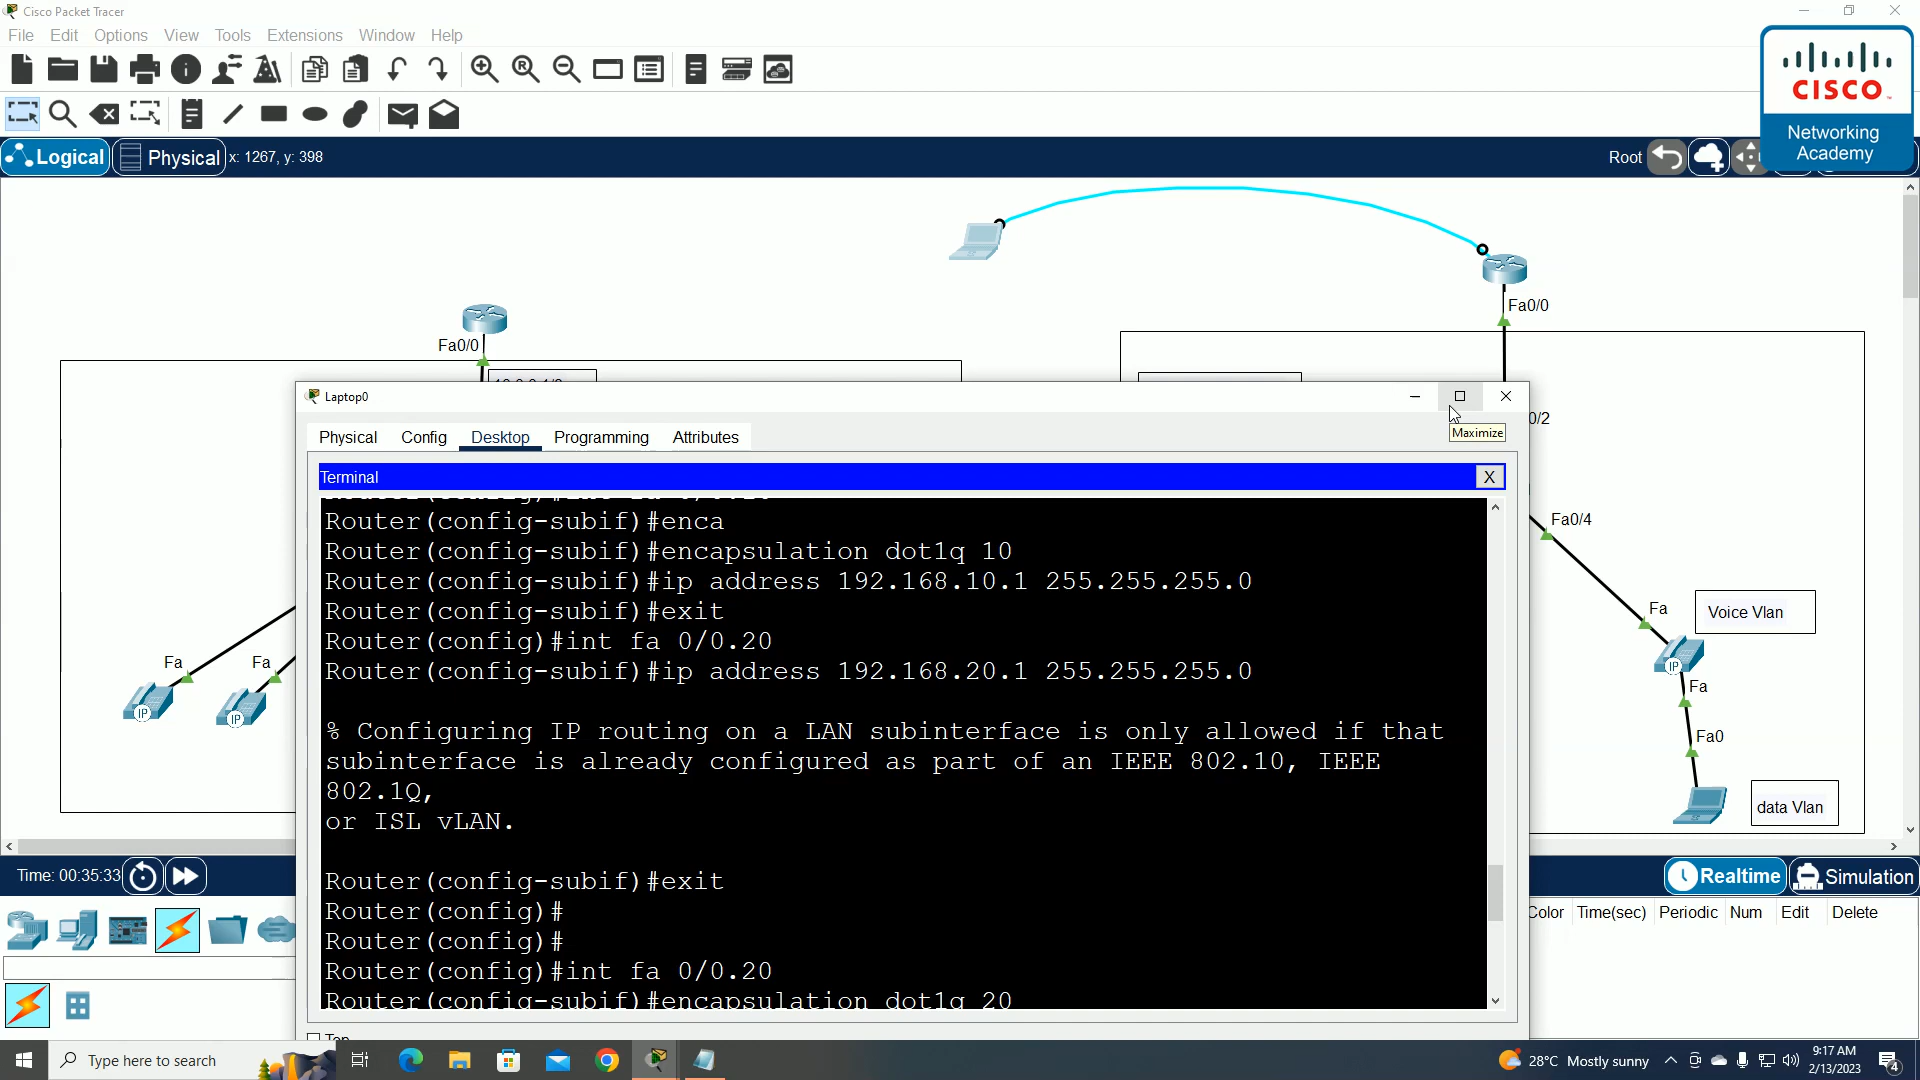 Cisco Packet Tracer
File Edit Options View Tools Extensions Window Help
CISCO
Networking
Academy
Logical Physical x: 1267, y: 398 Root
Fa0/0
Fa0/0
Laptop0
Maximize
Physical Config Desktop Programming Attributes
0/2
Terminal X
Router(config-subif)#enca
Router(config-subif)#encapsulation dot1q 10
Router(config-subif)#ip address 192.168.10.1 255.255.255.0
Router(config-subif)#exit
Router(config)#int fa 0/0.20
Router(config-subif)#ip address 192.168.20.1 255.255.255.0
% Configuring IP routing on a LAN subinterface is only allowed if that
subinterface is already configured as part of an IEEE 802.10, IEEE
802.1Q,
or ISL vLAN.
Router(config-subif)#exit
Router(config)#
Router(config)#
Router(config)#int fa 0/0.20
Router(config-subif)#encapsulation dot1q 20
Fa0/4
Fa
Voice Vlan
IP
Fa
Fa0
data Vlan
Fa Fa
IP IP
Time: 00:35:33
Realtime Simulation
Color Time(sec) Periodic Num Edit Delete
Top
Type here to search
28°C Mostly sunny
9:17 AM
2/13/2023
4